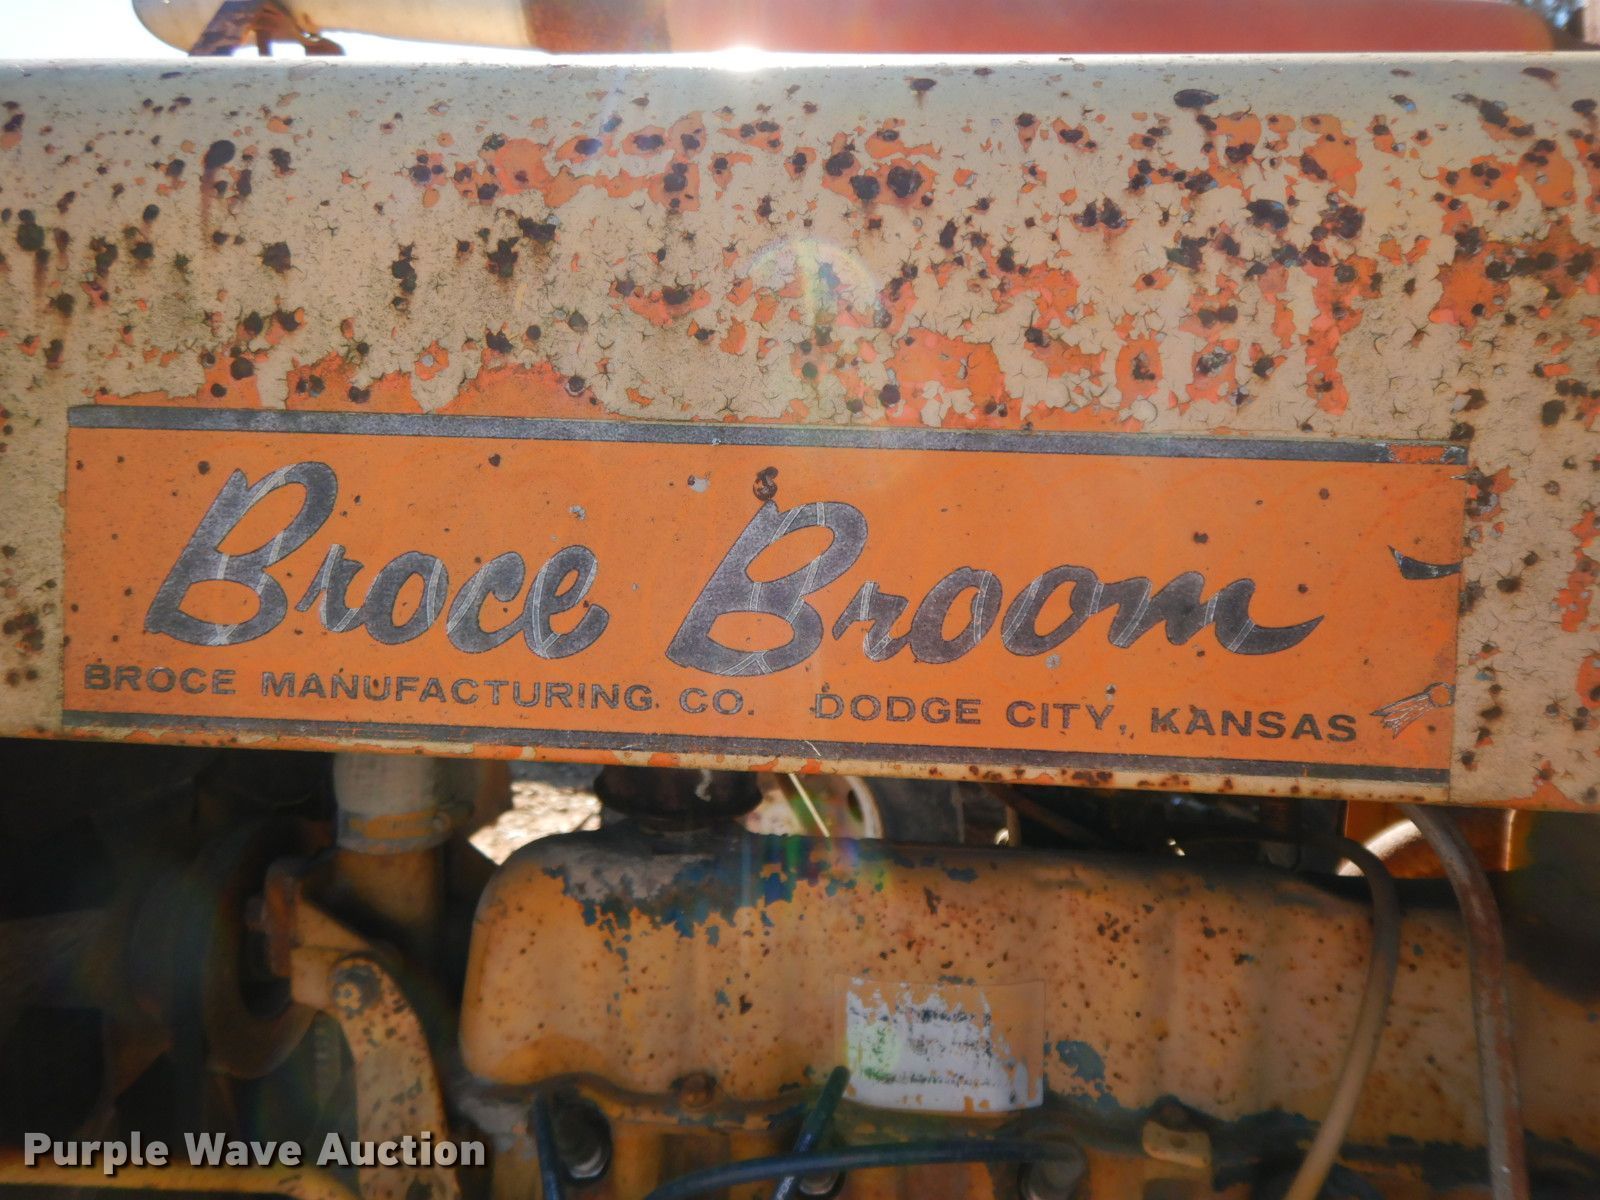 Broce Broom
BROCE MANUFACTURING CO. DODGE CITY, KANSAS
Purple Wave Auction